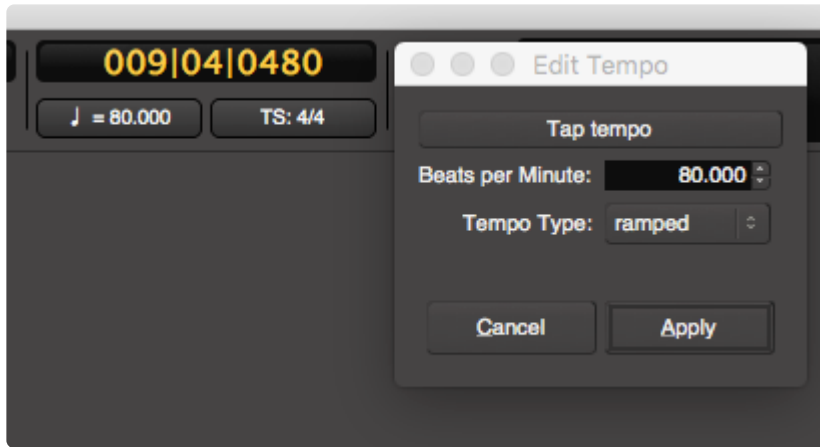 009|04|0480
♩ = 80.000
TS: 4/4
Edit Tempo
Tap tempo
Beats per Minute: 80.000
Tempo Type: ramped
Cancel
Apply